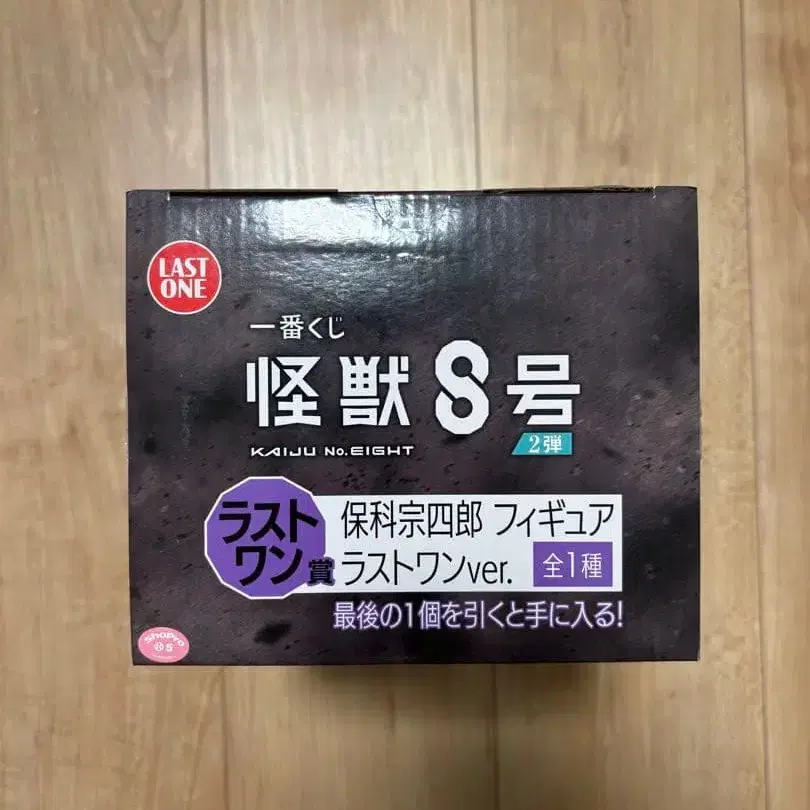 LAST
ONE
一番くじ
怪獣8号
KAIJU No.EIGHT
2弾
ラスト
ワン賞
保科宗四郎 フィギュア
ラストワンver.
全1種
最後の1個を引くと手に入る!
Shopro
5